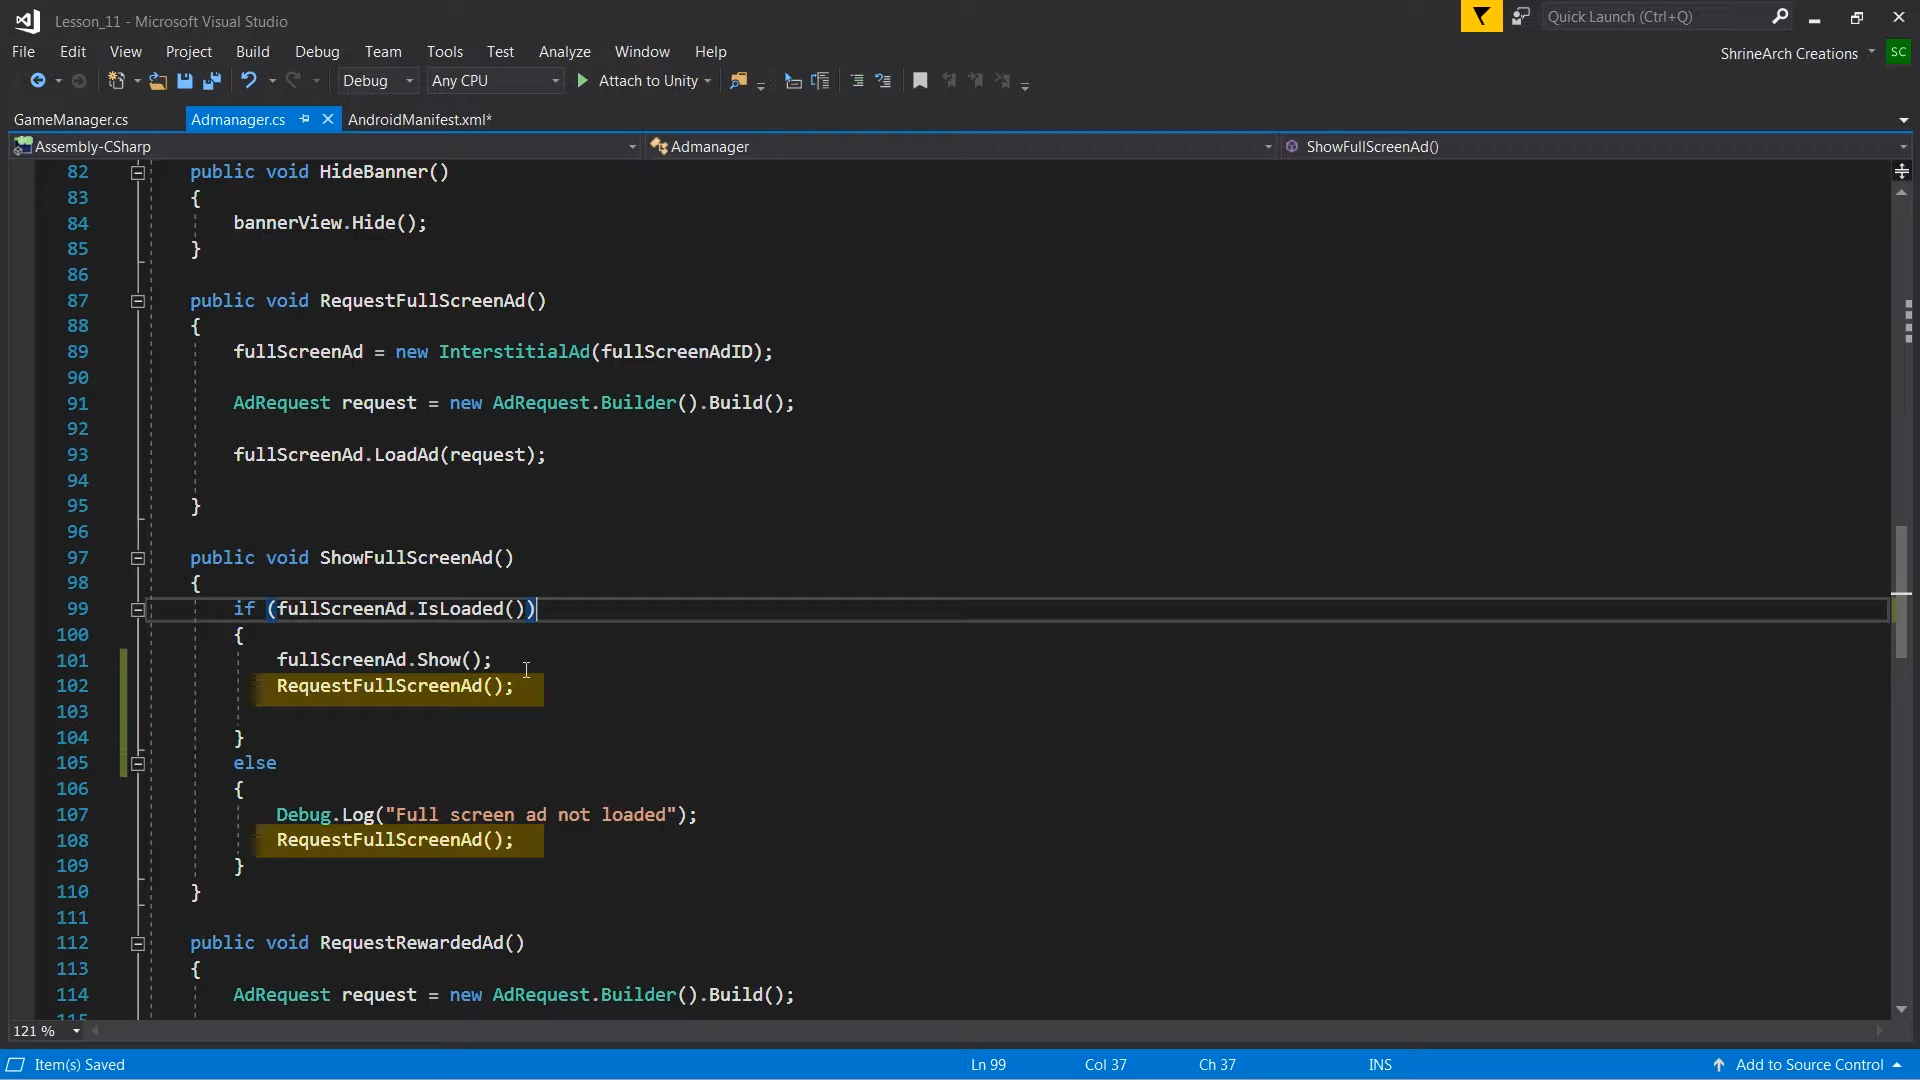 Lesson_11 - Microsoft Visual Studio
Quick Launch (Ctrl+Q)
File Edit View Project Build Debug Team Tools Test Analyze Window Help
ShrineArch Creations SC
Debug Any CPU Attach to Unity
GameManager.cs Admanager.cs AndroidManifest.xml*
Assembly-CSharp Admanager ShowFullScreenAd()
82 public void HideBanner()
83 {
84 bannerView.Hide();
85 }
86
87 public void RequestFullScreenAd()
88 {
89 fullScreenAd = new InterstitialAd(fullScreenAdID);
90
91 AdRequest request = new AdRequest.Builder().Build();
92
93 fullScreenAd.LoadAd(request);
94
95 }
96
97 public void ShowFullScreenAd()
98 {
99 if (fullScreenAd.IsLoaded())
100 {
101 fullScreenAd.Show();
102 RequestFullScreenAd();
103
104 }
105 else
106 {
107 Debug.Log("Full screen ad not loaded");
108 RequestFullScreenAd();
109 }
110 }
111
112 public void RequestRewardedAd()
113 {
114 AdRequest request = new AdRequest.Builder().Build();
115
121 %
Item(s) Saved Ln 99 Col 37 Ch 37 INS Add to Source Control